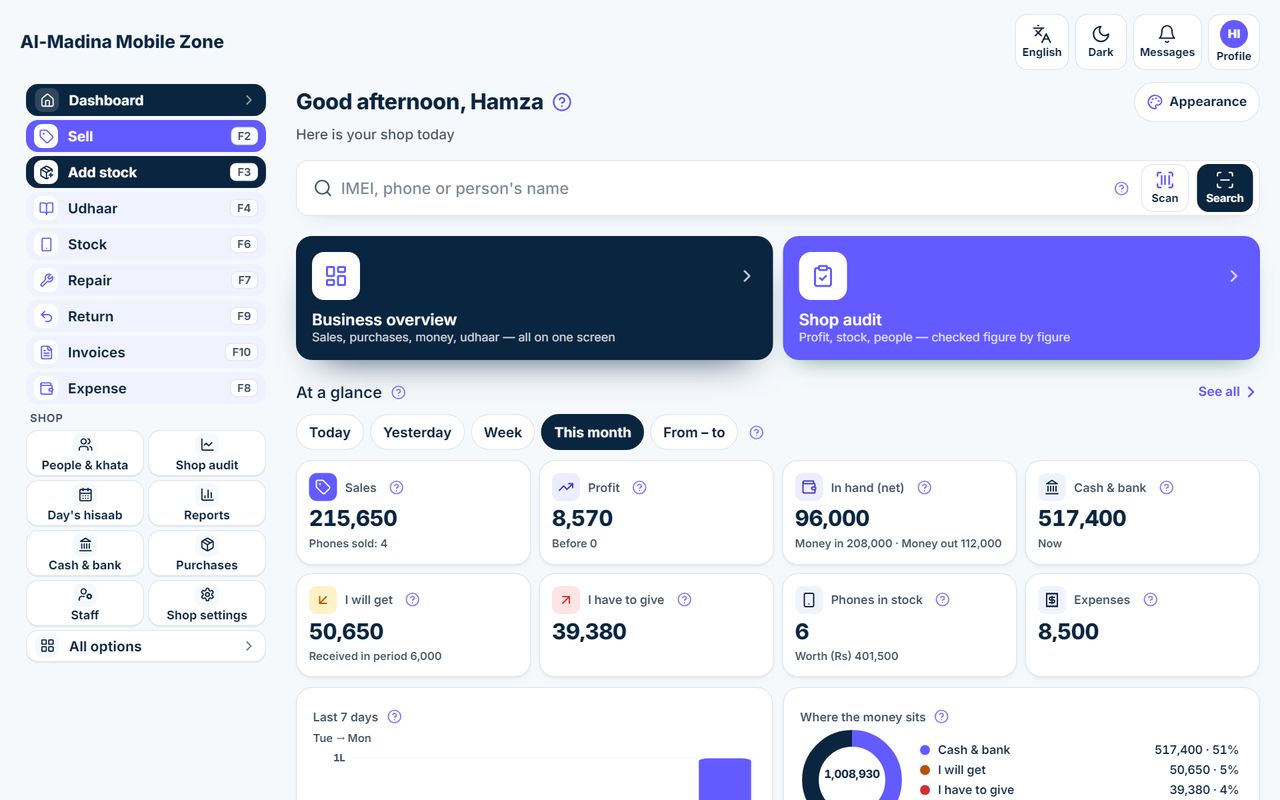 Al-Madina Mobile Zone
English
Dark
Messages
HI
Profile
Dashboard
Sell F2
Add stock F3
Udhaar F4
Stock F6
Repair F7
Return F9
Invoices F10
Expense F8
SHOP
People & khata
Shop audit
Day's hisaab
Reports
Cash & bank
Purchases
Staff
Shop settings
All options
Good afternoon, Hamza
Appearance
Here is your shop today
IMEI, phone or person's name
Scan
Search
Business overview
Sales, purchases, money, udhaar — all on one screen
Shop audit
Profit, stock, people — checked figure by figure
At a glance
See all
Today
Yesterday
Week
This month
From – to
Sales
215,650
Phones sold: 4
Profit
8,570
Before 0
In hand (net)
96,000
Money in 208,000 · Money out 112,000
Cash & bank
517,400
Now
I will get
50,650
Received in period 6,000
I have to give
39,380
Phones in stock
6
Worth (Rs) 401,500
Expenses
8,500
Last 7 days
Tue → Mon
1L
Where the money sits
1,008,930
Cash & bank 517,400 · 51%
I will get 50,650 · 5%
I have to give 39,380 · 4%